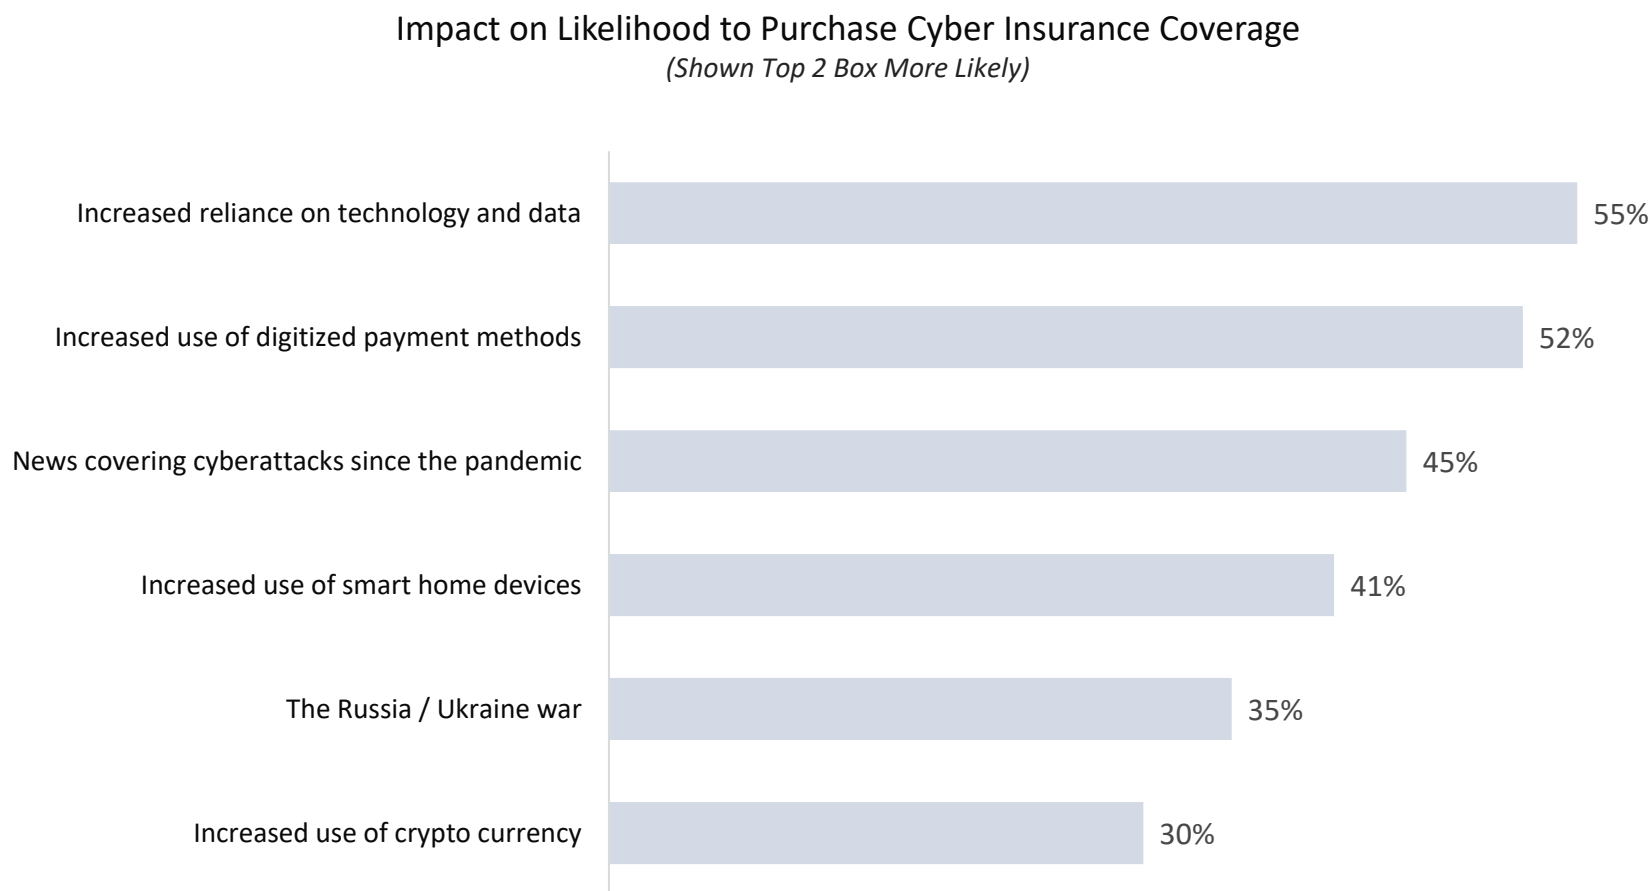 Impact on Likelihood to Purchase Cyber Insurance Coverage
(Shown Top 2 Box More Likely)
Increased reliance on technology and data 55%
Increased use of digitized payment methods 52%
News covering cyberattacks since the pandemic 45%
Increased use of smart home devices 41%
The Russia / Ukraine war 35%
Increased use of crypto currency 30%